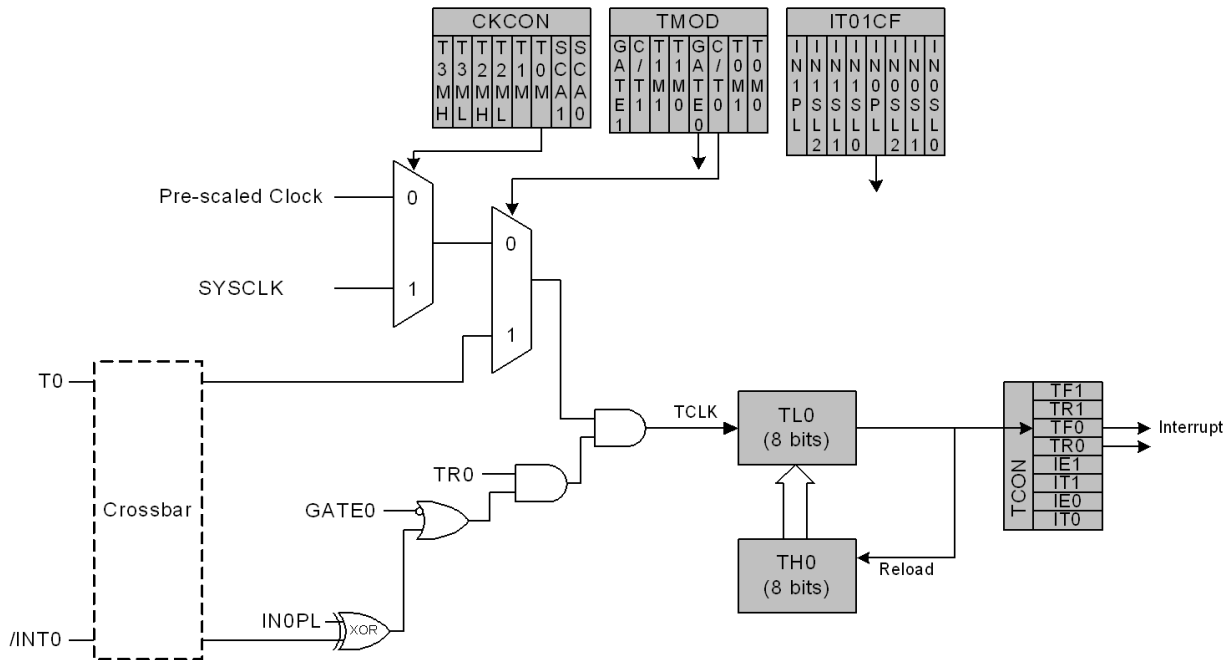 CKCON
T3MH
T3ML
T2MH
T2ML
T1M
T0M
SCA1
SCA0
TMOD
GATE1
C/T1
T1M1
T1M0
GATE0
C/T0
T0M1
T0M0
IT01CF
IN1PL
IN1SL2
IN1SL1
IN1SL0
IN0PL
IN0SL2
IN0SL1
IN0SL0
Pre-scaled Clock
0
SYSCLK
1
0
1
T0
Crossbar
/INT0
TR0
GATE0
IN0PL
XOR
TCLK
TL0
(8 bits)
TH0
(8 bits)
Reload
TCON
TF1
TR1
TF0
TR0
IE1
IT1
IE0
IT0
Interrupt